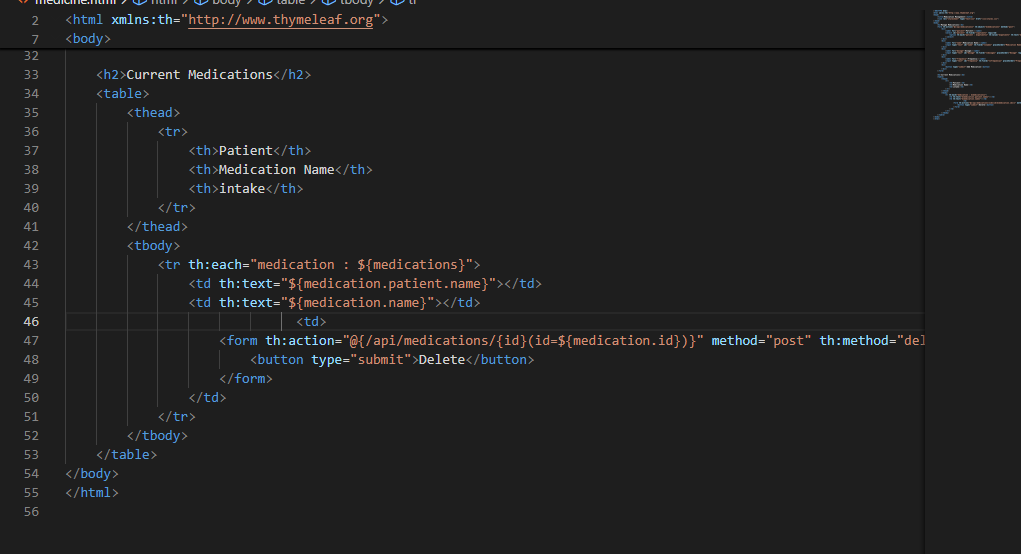 medicine.html > html > body > table > tbody > tr
2 <html xmlns:th="http://www.thymeleaf.org">
7 <body>
32
33 <h2>Current Medications</h2>
34 <table>
35 <thead>
36 <tr>
37 <th>Patient</th>
38 <th>Medication Name</th>
39 <th>intake</th>
40 </tr>
41 </thead>
42 <tbody>
43 <tr th:each="medication : ${medications}">
44 <td th:text="${medication.patient.name}"></td>
45 <td th:text="${medication.name}"></td>
46 <td>
47 <form th:action="@{/api/medications/{id}(id=${medication.id})}" method="post" th:method="del
48 <button type="submit">Delete</button>
49 </form>
50 </td>
51 </tr>
52 </tbody>
53 </table>
54 </body>
55 </html>
56